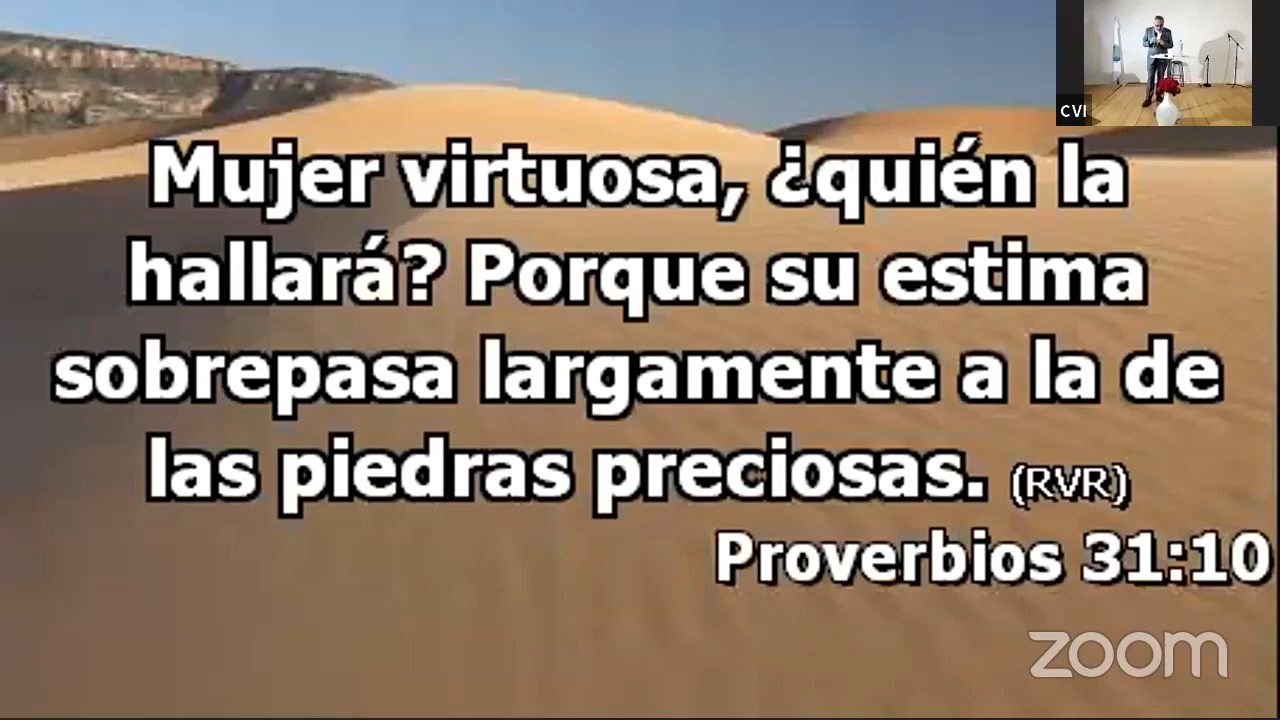 CVI
Mujer virtuosa, ¿quién la
hallará? Porque su estima
sobrepasa largamente a la de
las piedras preciosas. (RVR)
Proverbios 31:10
zoom